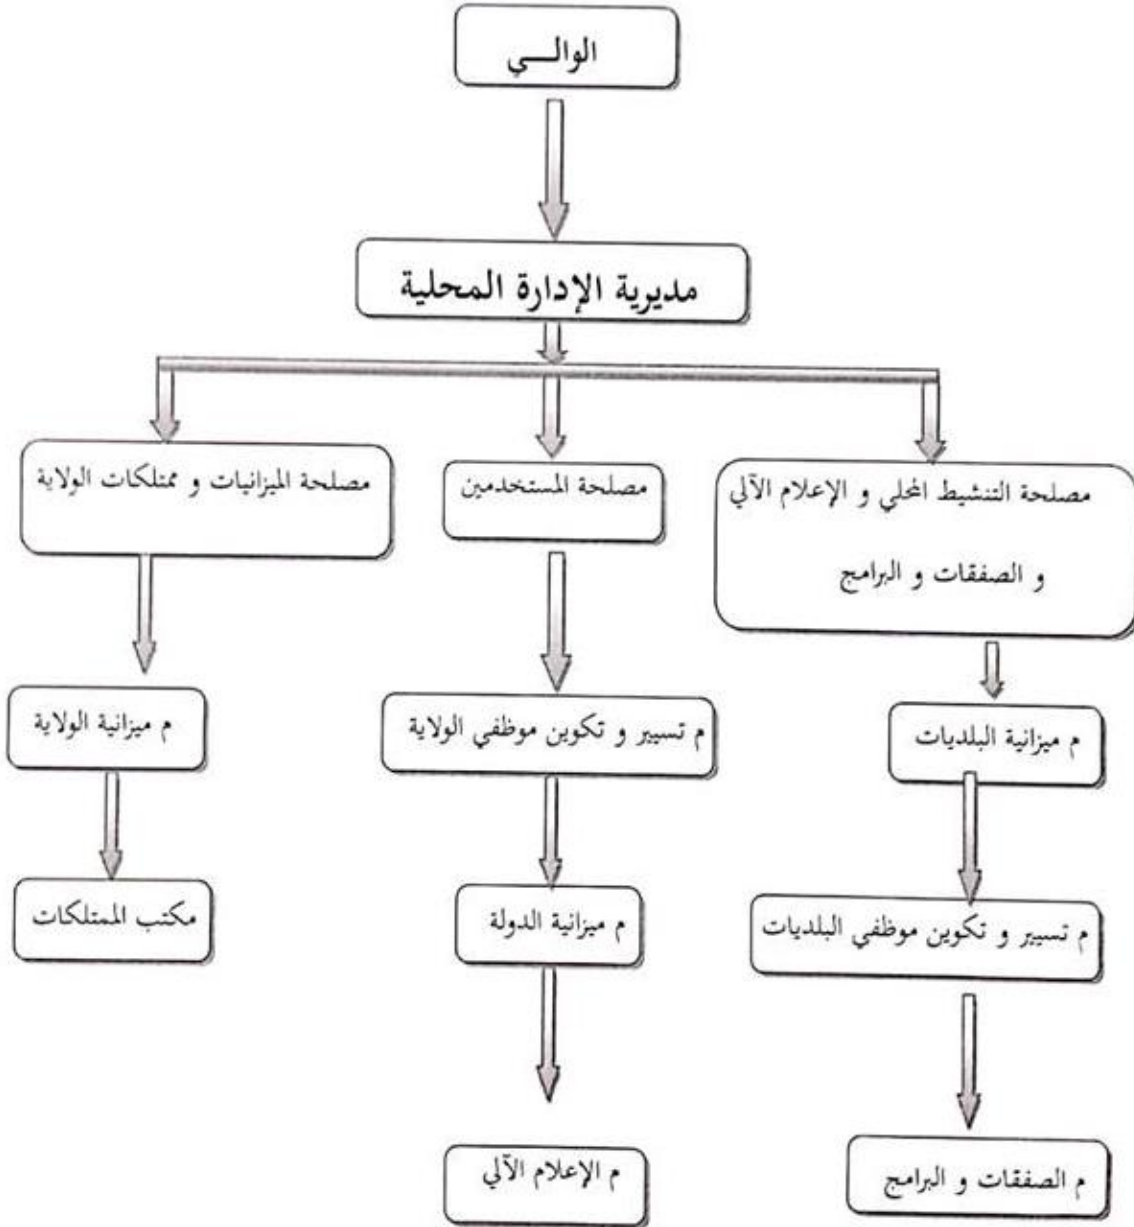 الوالـــي
مديرية الإدارة المحلية
مصلحة التنشيط المحلي و الإعلام الآلي
و الصفقات و البرامج
مصلحة المستخدمين
مصلحة الميزانيات و ممتلكات الولاية
م ميزانية البلديات
م تسيير و تكوين موظفي الولاية
م ميزانية الولاية
م تسيير و تكوين موظفي البلديات
م ميزانية الدولة
مكتب الممتلكات
م الصفقات و البرامج
م الإعلام الآلي